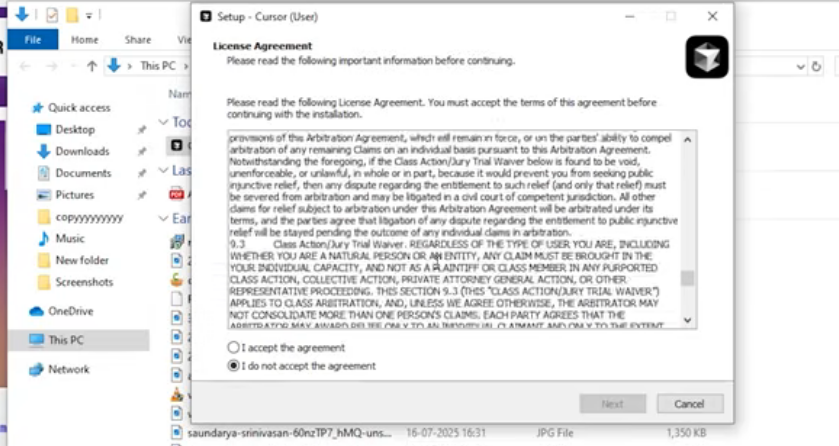 Setup - Cursor (User)
File
Home
Share
Vie
License Agreement
Please read the following important information before continuing.
This PC
Please read the following License Agreement. You must accept the terms of this agreement before
continuing with the installation.
Quick access
Desktop
Downloads
Documents
Pictures
copyyyyyyyy
Music
New folder
Screenshots
OneDrive
This PC
Network
Nam
Too
Las
Ear
provisions of this Arbitration Agreement, which will remain in force, or on the parties' ability to compel
arbitration of any remaining Claims on an individual basis pursuant to this Arbitration Agreement.
Notwithstanding the foregoing, if the Class Action/Jury Trial Waiver below is found to be void,
unenforceable, or unlawful, in whole or in part, because it would prevent you from seeking public
injunctive relief, then any dispute regarding the entitlement to such relief (and only that relief) must
be severed from arbitration and may be litigated in a civil court of competent jurisdiction. All other
claims for relief subject to arbitration under this Arbitration Agreement will be arbitrated under its
terms, and the parties agree that litigation of any dispute regarding the entitlement to public injunctive
relief will be stayed pending the outcome of any individual claims in arbitration.
9.3 Class Action/Jury Trial Waiver. REGARDLESS OF THE TYPE OF USER YOU ARE, INCLUDING
WHETHER YOU ARE A NATURAL PERSON OR AN ENTITY, ANY CLAIM MUST BE BROUGHT IN THE
YOUR INDIVIDUAL CAPACITY, AND NOT AS A PLAINTIFF OR CLASS MEMBER IN ANY PURPORTED
CLASS ACTION, COLLECTIVE ACTION, PRIVATE ATTORNEY GENERAL ACTION, OR OTHER
REPRESENTATIVE PROCEEDING. THIS SECTION 9.3 (THIS "CLASS ACTION/JURY TRIAL WAIVER")
APPLIES TO CLASS ARBITRATION, AND, UNLESS WE AGREE OTHERWISE, THE ARBITRATOR MAY
NOT CONSOLIDATE MORE THAN ONE PERSON'S CLAIMS. EACH PARTY AGREES THAT THE
ARBITRATOR MAY AWARD RELIEF ONLY TO AN INDIVIDUAL CLAIMANT AND ONLY TO THE EXTENT
I accept the agreement
I do not accept the agreement
Next
Cancel
saundarya-srinivasan-60nzTP7_hMQ-uns...
16-07-2025 16:31
JPG File
1,350 KB